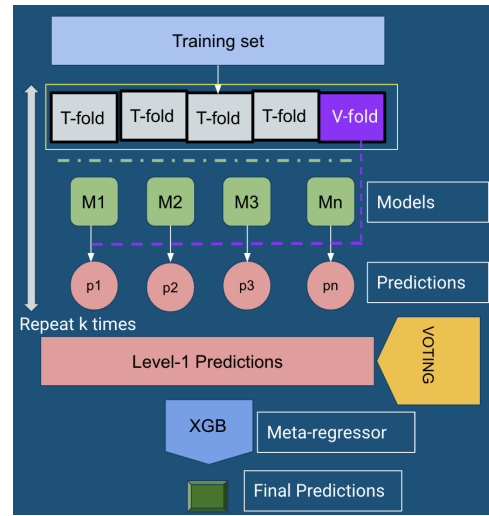 Training set
T-fold T-fold T-fold T-fold V-fold
M1 M2 M3 Mn Models
p1 p2 p3 pn Predictions
Repeat k times
Level-1 Predictions VOTING
XGB Meta-regressor
Final Predictions